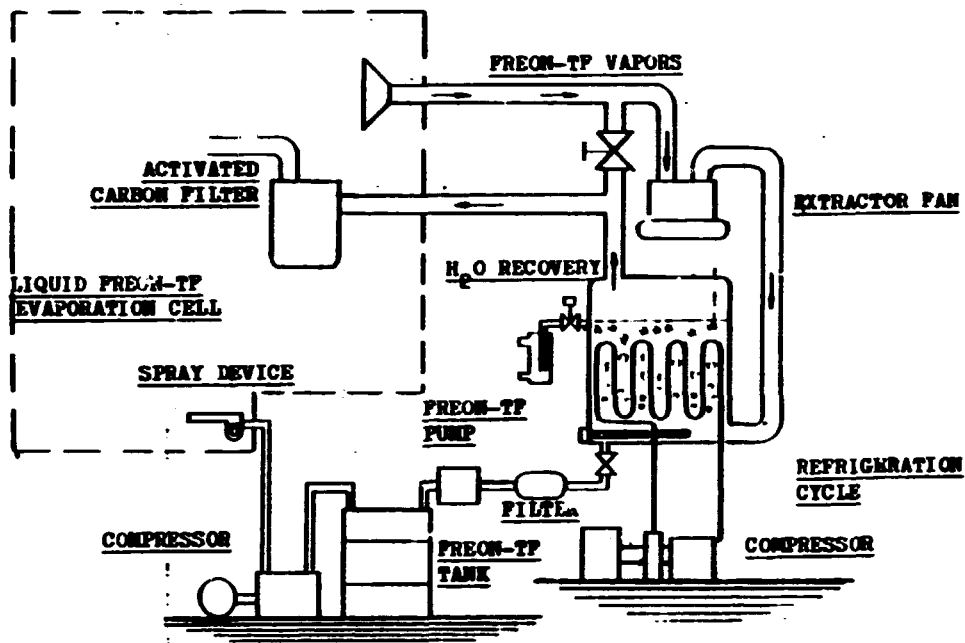 FREON-TF VAPORS
ACTIVATED
CARBON FILTER
EXTRACTOR FAN
H2O RECOVERY
LIQUID FREON-TF
EVAPORATION CELL
SPRAY DEVICE
FREON-TF
PUMP
REFRIGERATION
CYCLE
FILTER
COMPRESSOR
FREON-TF
TANK
COMPRESSOR